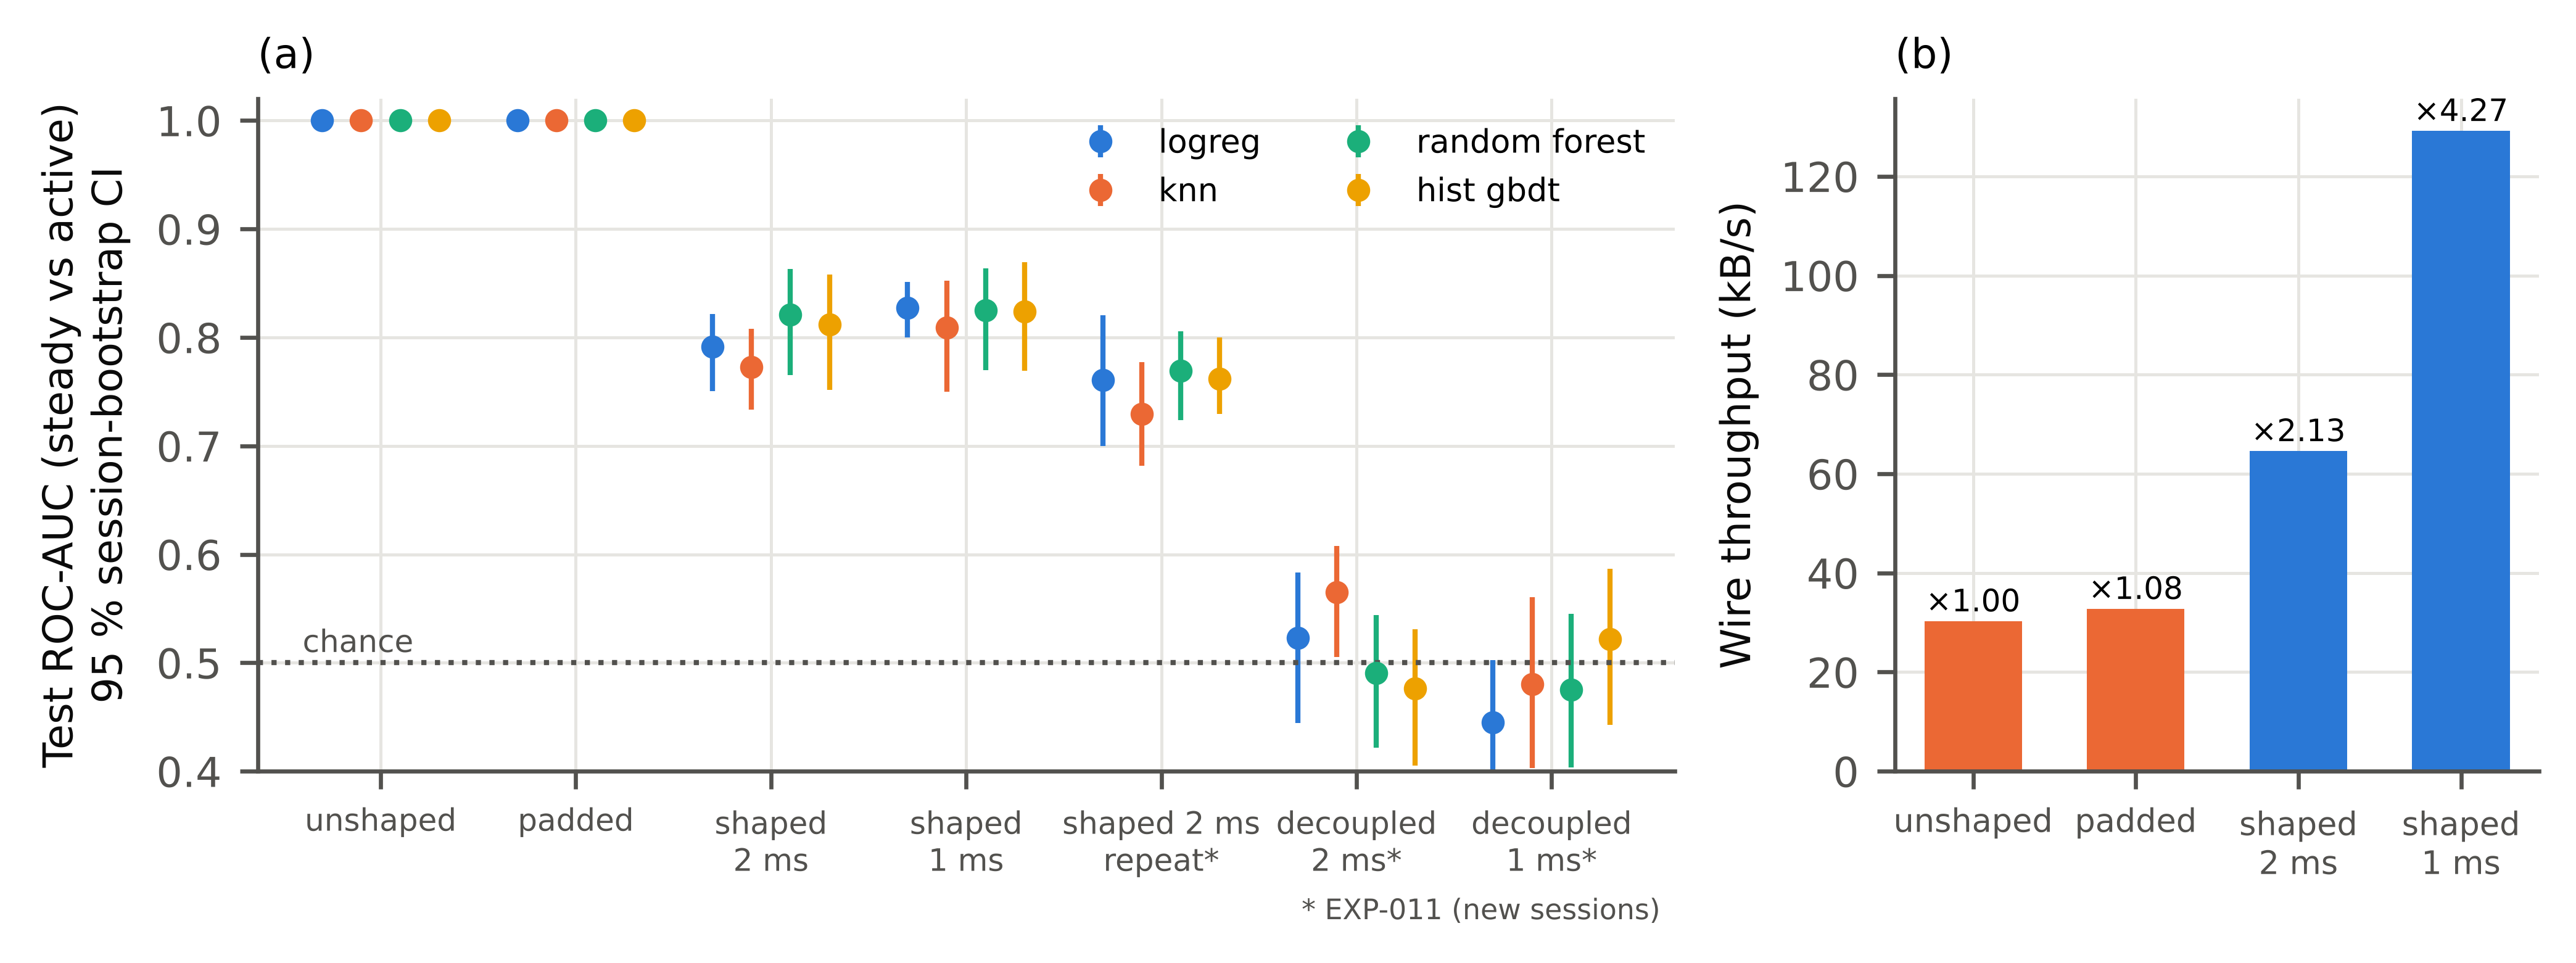 (a)
Test ROC-AUC (steady vs active)
95 % session-bootstrap CI
1.0
0.9
0.8
0.7
0.6
0.5
0.4
logreg
knn
random forest
hist gbdt
chance
unshaped
padded
shaped
2 ms
shaped
1 ms
shaped 2 ms
repeat*
decoupled
2 ms*
decoupled
1 ms*
* EXP-011 (new sessions)
(b)
Wire throughput (kB/s)
120
100
80
60
40
20
0
×1.00
×1.08
×2.13
×4.27
unshaped
padded
shaped
2 ms
shaped
1 ms